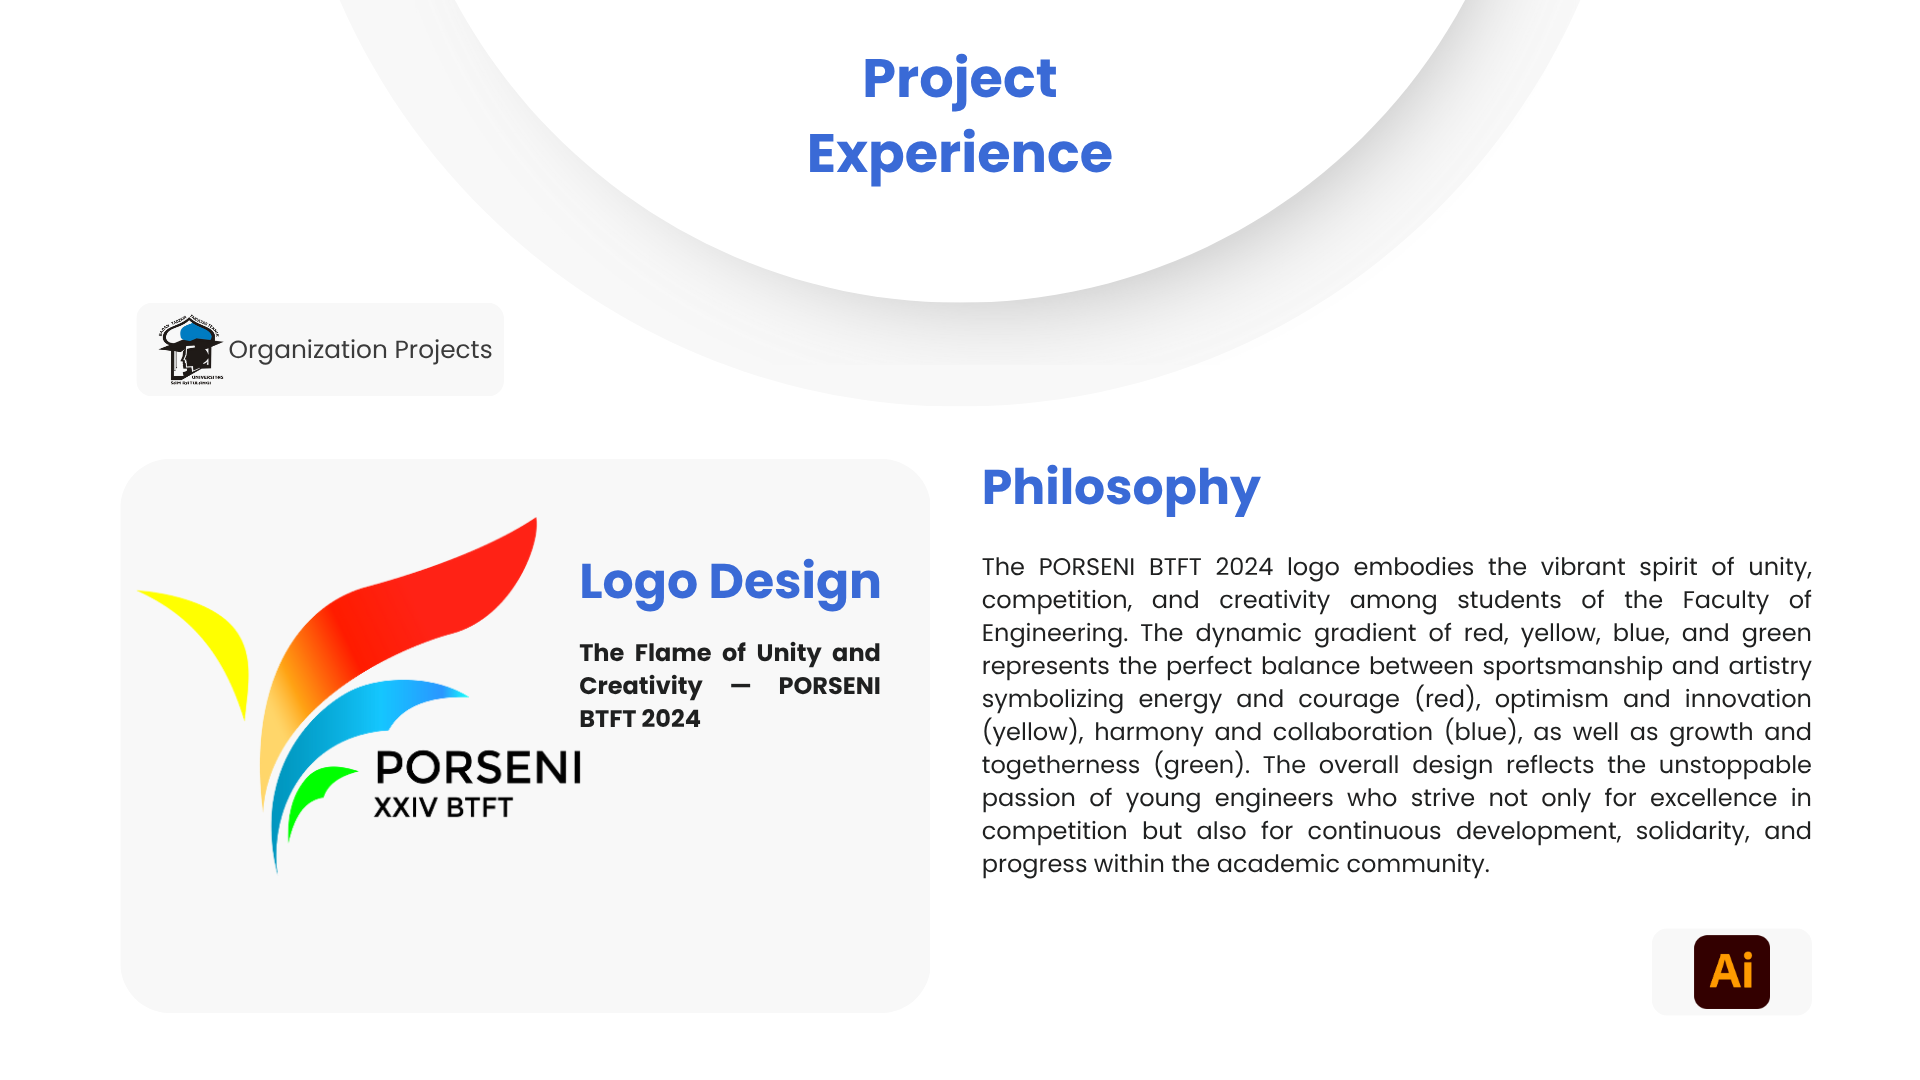 Project
Experience
Organization Projects
UNIVERSITAS
SAM RATULANGI
Logo Design
The Flame of Unity and
Creativity — PORSENI
BTFT 2024
PORSENI
XXIV BTFT
Philosophy
The PORSENI BTFT 2024 logo embodies the vibrant spirit of unity,
competition, and creativity among students of the Faculty of
Engineering. The dynamic gradient of red, yellow, blue, and green
represents the perfect balance between sportsmanship and artistry
symbolizing energy and courage (red), optimism and innovation
(yellow), harmony and collaboration (blue), as well as growth and
togetherness (green). The overall design reflects the unstoppable
passion of young engineers who strive not only for excellence in
competition but also for continuous development, solidarity, and
progress within the academic community.
Ai